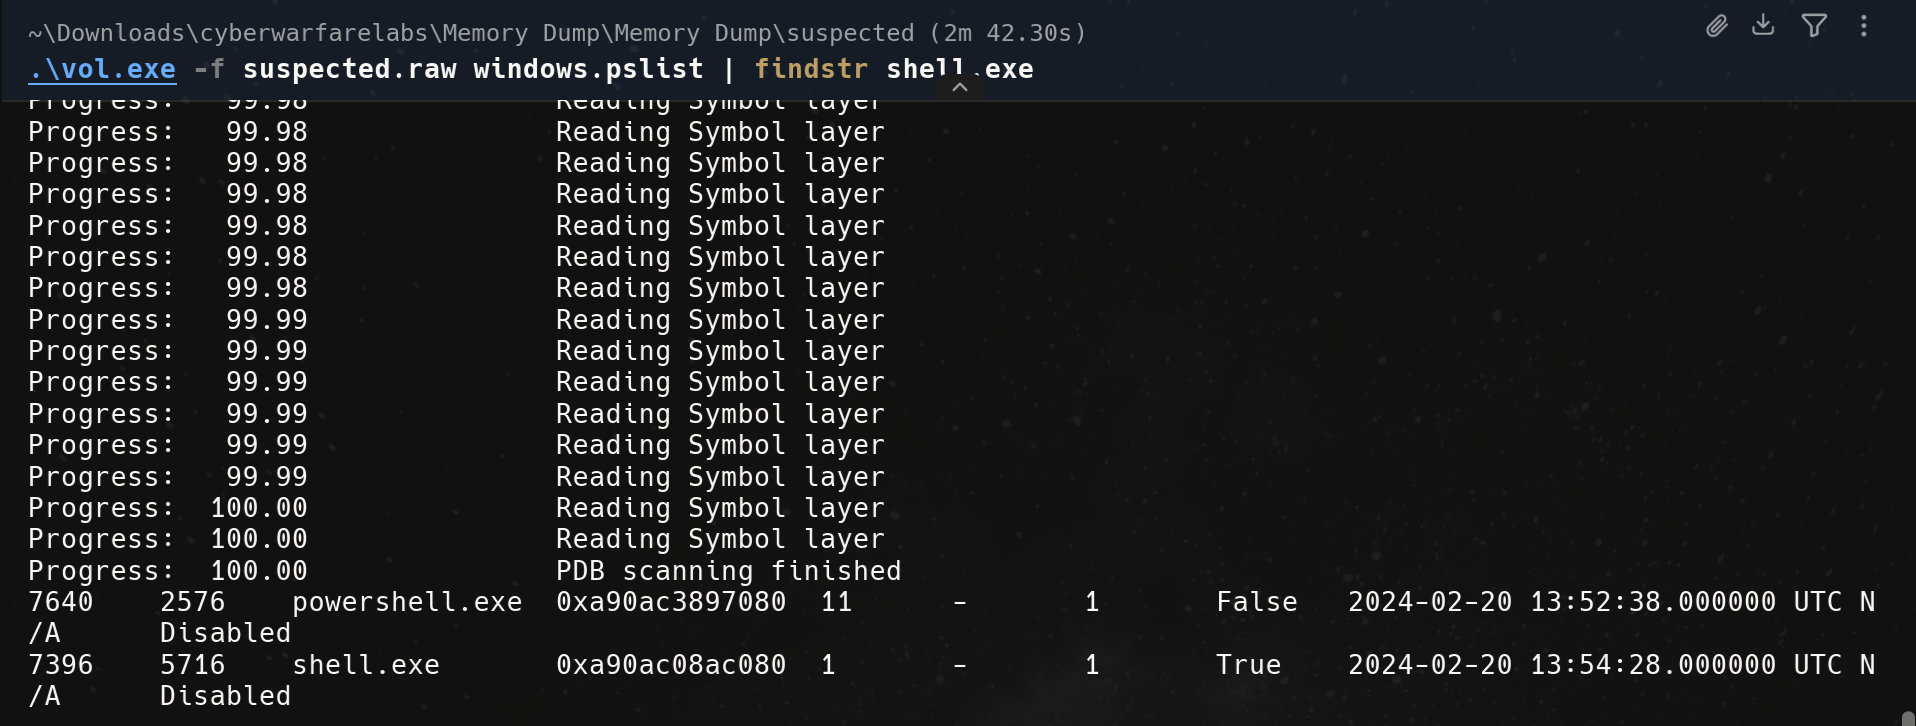 ~\Downloads\cyberwarfarelabs\Memory Dump\Memory Dump\suspected (2m 42.30s)
.\vol.exe -f suspected.raw windows.pslist | findstr shell.exe
Progress:   99.98               Reading Symbol layer
Progress:   99.98               Reading Symbol layer
Progress:   99.98               Reading Symbol layer
Progress:   99.98               Reading Symbol layer
Progress:   99.98               Reading Symbol layer
Progress:   99.98               Reading Symbol layer
Progress:   99.98               Reading Symbol layer
Progress:   99.99               Reading Symbol layer
Progress:   99.99               Reading Symbol layer
Progress:   99.99               Reading Symbol layer
Progress:   99.99               Reading Symbol layer
Progress:   99.99               Reading Symbol layer
Progress:   99.99               Reading Symbol layer
Progress:  100.00               Reading Symbol layer
Progress:  100.00               Reading Symbol layer
Progress:  100.00               PDB scanning finished
7640    2576    powershell.exe  0xa90ac3897080  11      -       1       False   2024-02-20 13:52:38.000000 UTC N
/A      Disabled
7396    5716    shell.exe       0xa90ac08ac080  1       -       1       True    2024-02-20 13:54:28.000000 UTC N
/A      Disabled